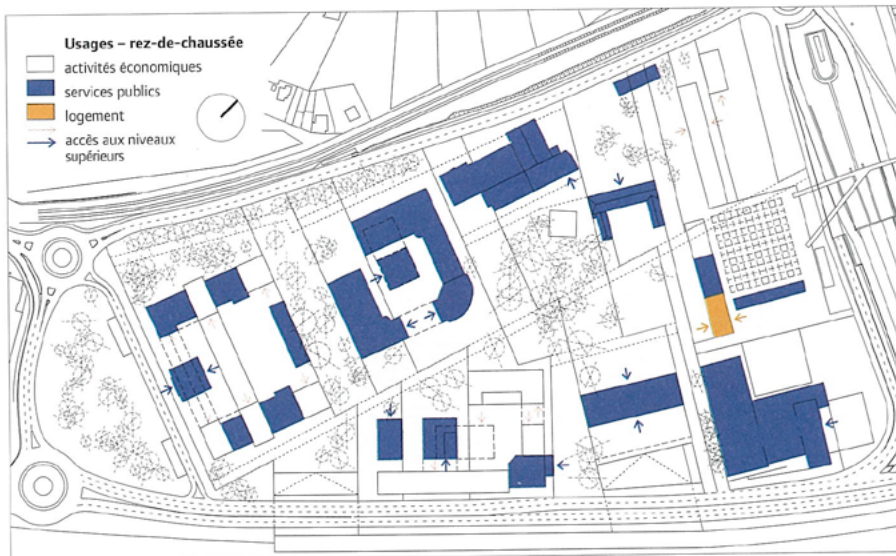 Usages – rez-de-chaussée
activités économiques
services publics
logement
accès aux niveaux
supérieurs